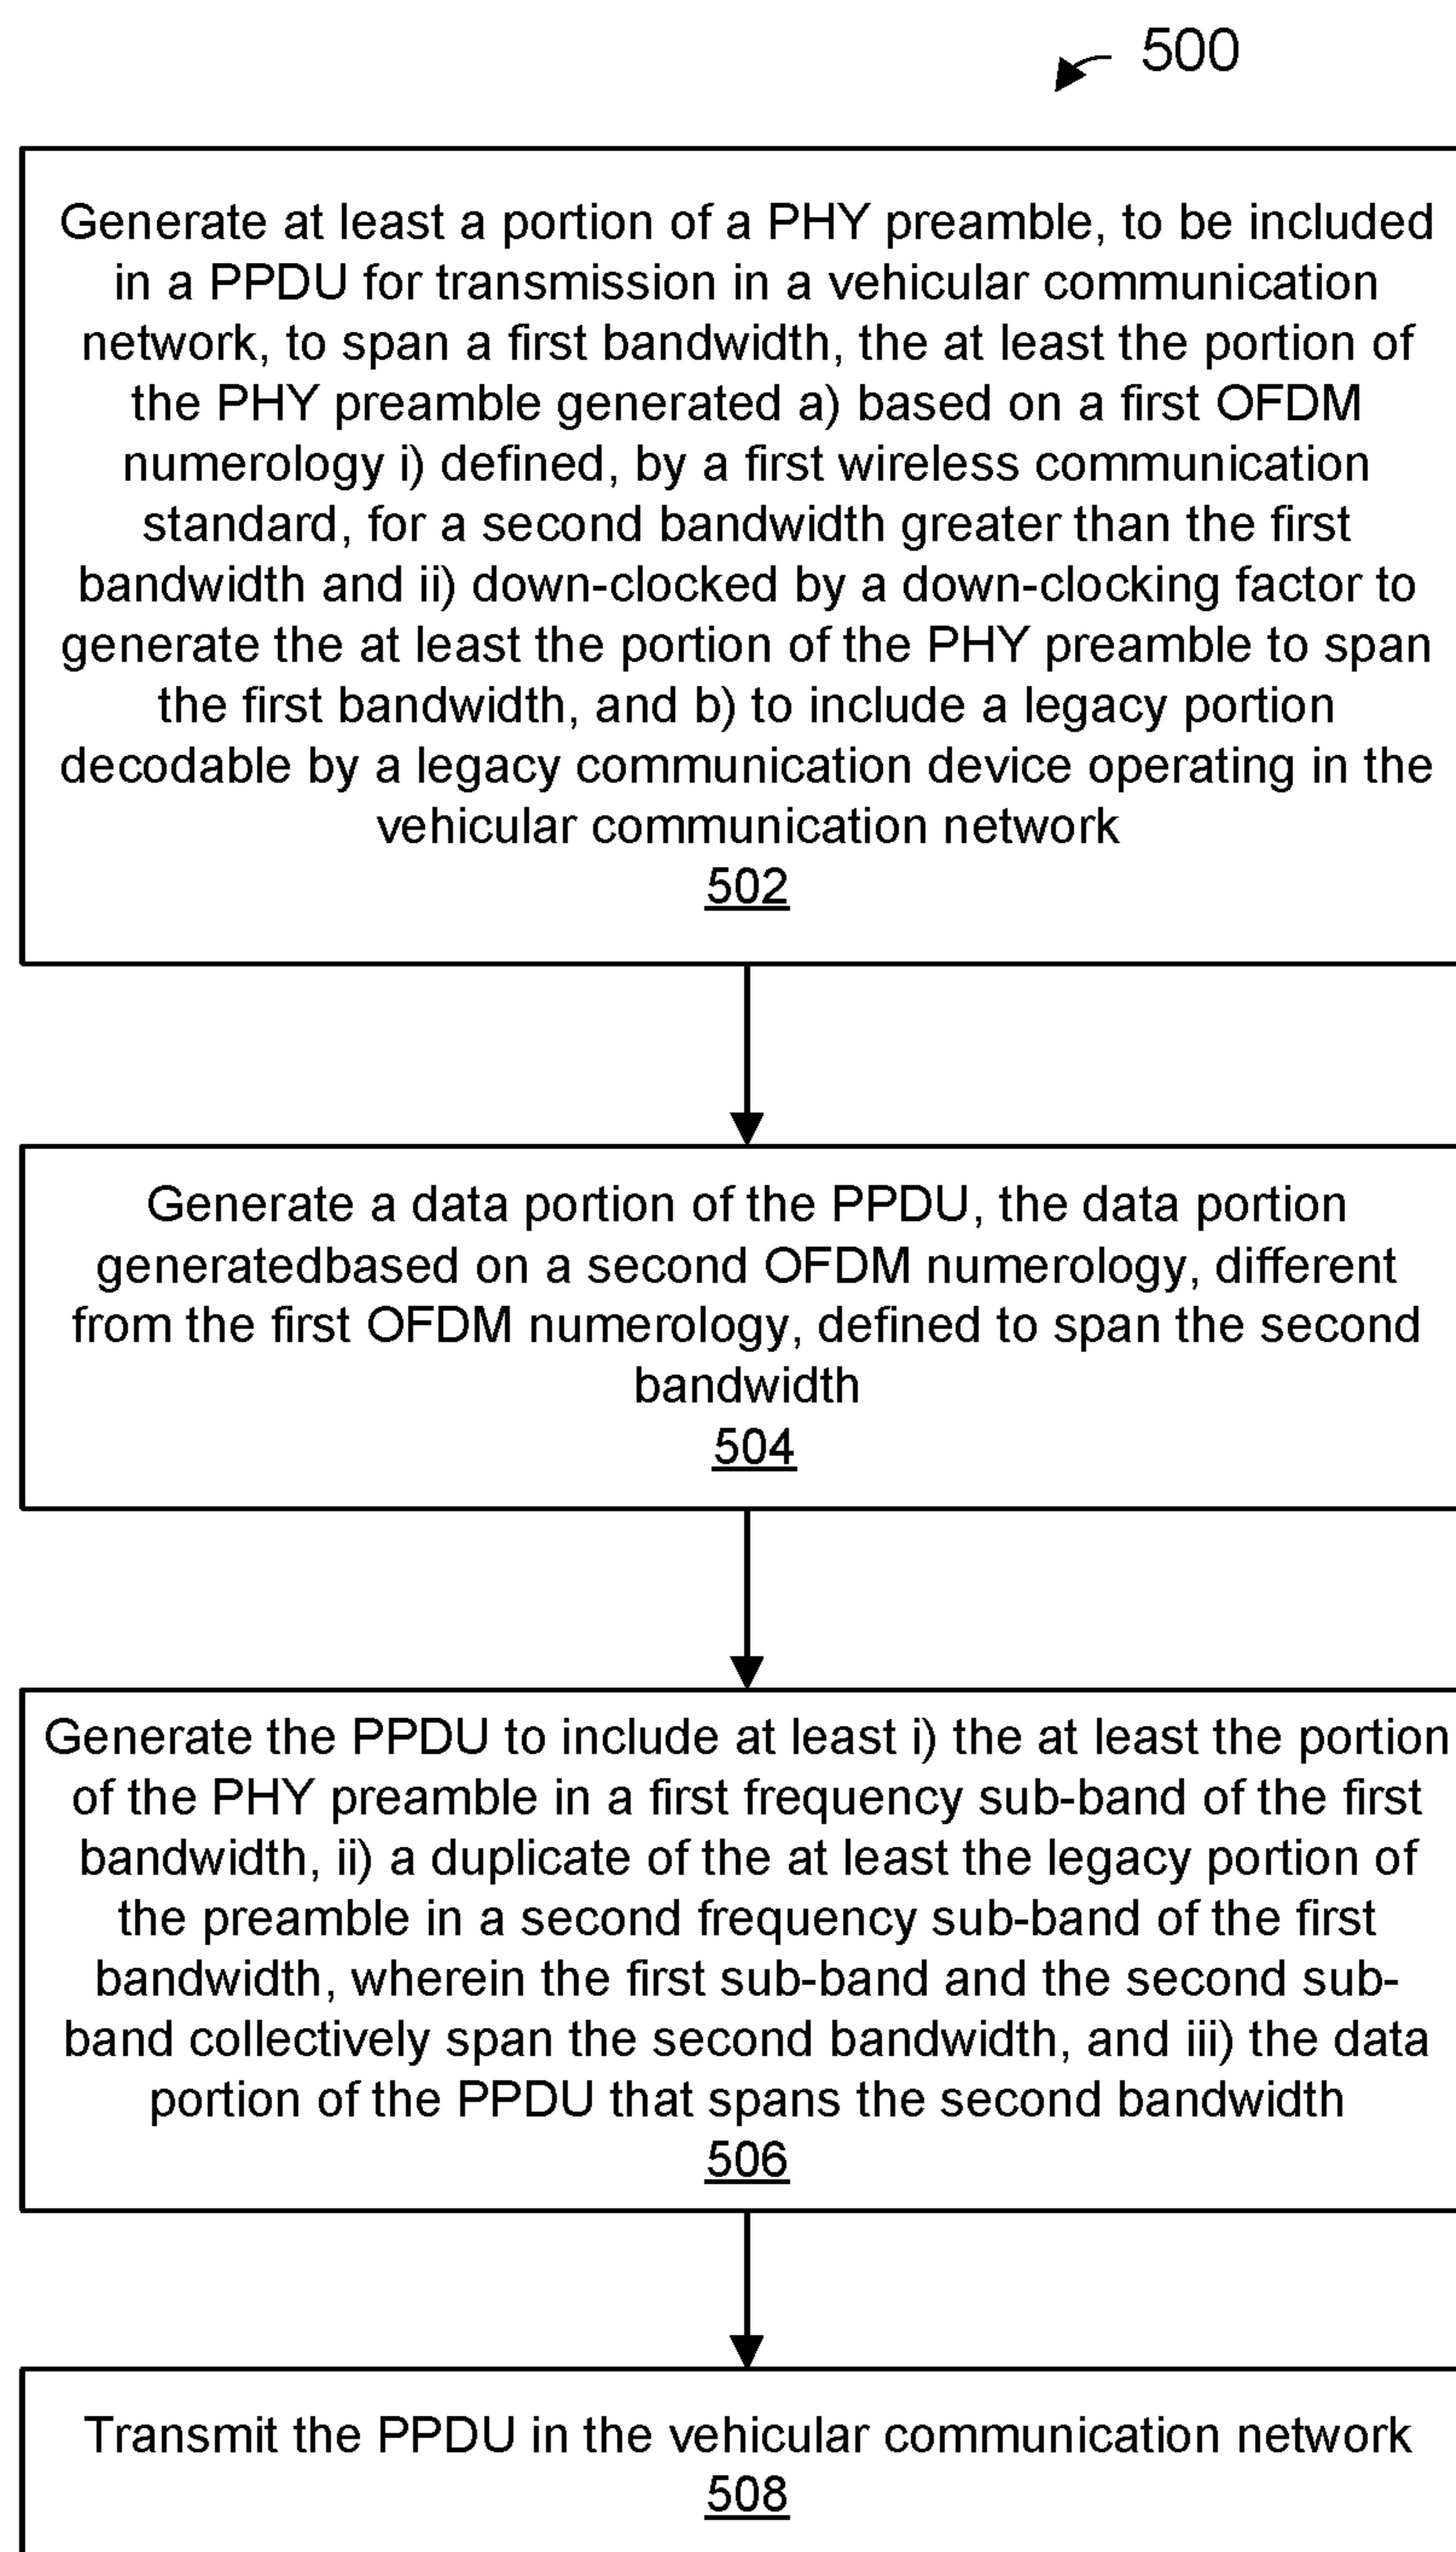 500
Generate at least a portion of a PHY preamble, to be included
in a PPDU for transmission in a vehicular communication
network, to span a first bandwidth, the at least the portion of
the PHY preamble generated a) based on a first OFDM
numerology i) defined, by a first wireless communication
standard, for a second bandwidth greater than the first
bandwidth and ii) down-clocked by a down-clocking factor to
generate the at least the portion of the PHY preamble to span
the first bandwidth, and b) to include a legacy portion
decodable by a legacy communication device operating in the
vehicular communication network
502
Generate a data portion of the PPDU, the data portion
generatedbased on a second OFDM numerology, different
from the first OFDM numerology, defined to span the second
bandwidth
504
Generate the PPDU to include at least i) the at least the portion
of the PHY preamble in a first frequency sub-band of the first
bandwidth, ii) a duplicate of the at least the legacy portion of
the preamble in a second frequency sub-band of the first
bandwidth, wherein the first sub-band and the second sub-
band collectively span the second bandwidth, and iii) the data
portion of the PPDU that spans the second bandwidth
506
Transmit the PPDU in the vehicular communication network
508